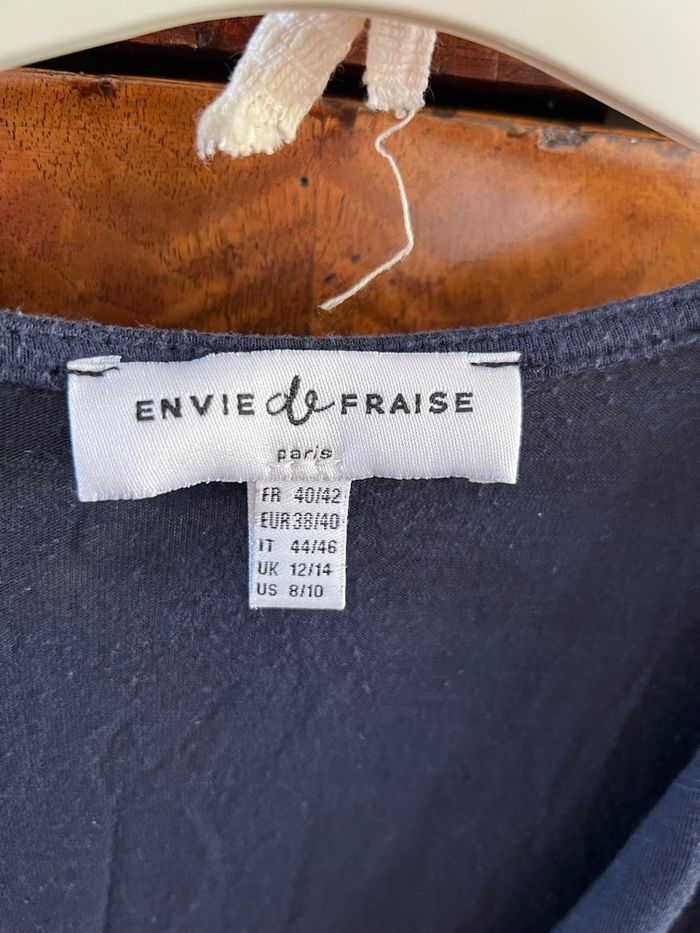 ENVIE de FRAISE
paris
FR 40/42
EUR 38/40
IT 44/46
UK 12/14
US 8/10